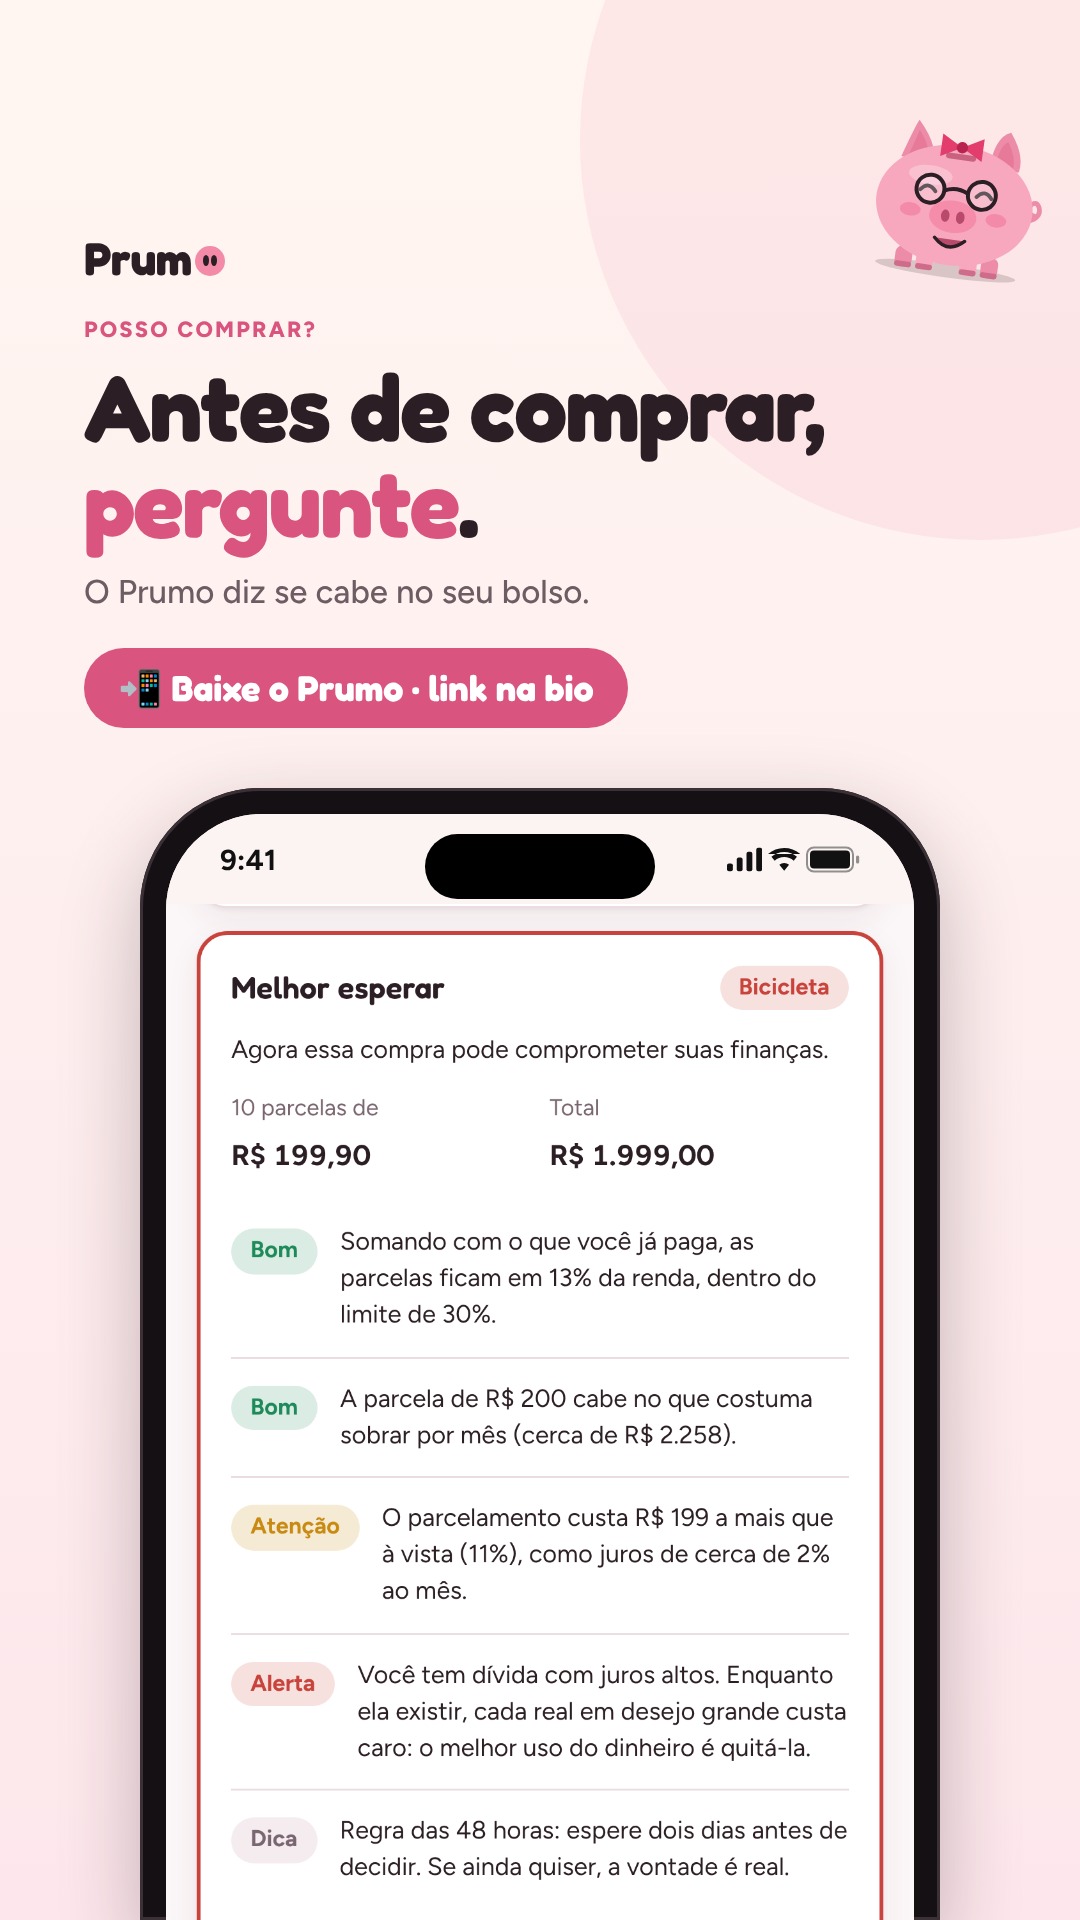 Prumo
POSSO COMPRAR?
Antes de comprar,
pergunte.
O Prumo diz se cabe no seu bolso.
📲 Baixe o Prumo · link na bio
9:41
Melhor esperar
Bicicleta
Agora essa compra pode comprometer suas finanças.
10 parcelas de
Total
R$ 199,90
R$ 1.999,00
Bom
Somando com o que você já paga, as
parcelas ficam em 13% da renda, dentro do
limite de 30%.
Bom
A parcela de R$ 200 cabe no que costuma
sobrar por mês (cerca de R$ 2.258).
Atenção
O parcelamento custa R$ 199 a mais que
à vista (11%), como juros de cerca de 2%
ao mês.
Alerta
Você tem dívida com juros altos. Enquanto
ela existir, cada real em desejo grande custa
caro: o melhor uso do dinheiro é quitá-la.
Dica
Regra das 48 horas: espere dois dias antes de
decidir. Se ainda quiser, a vontade é real.